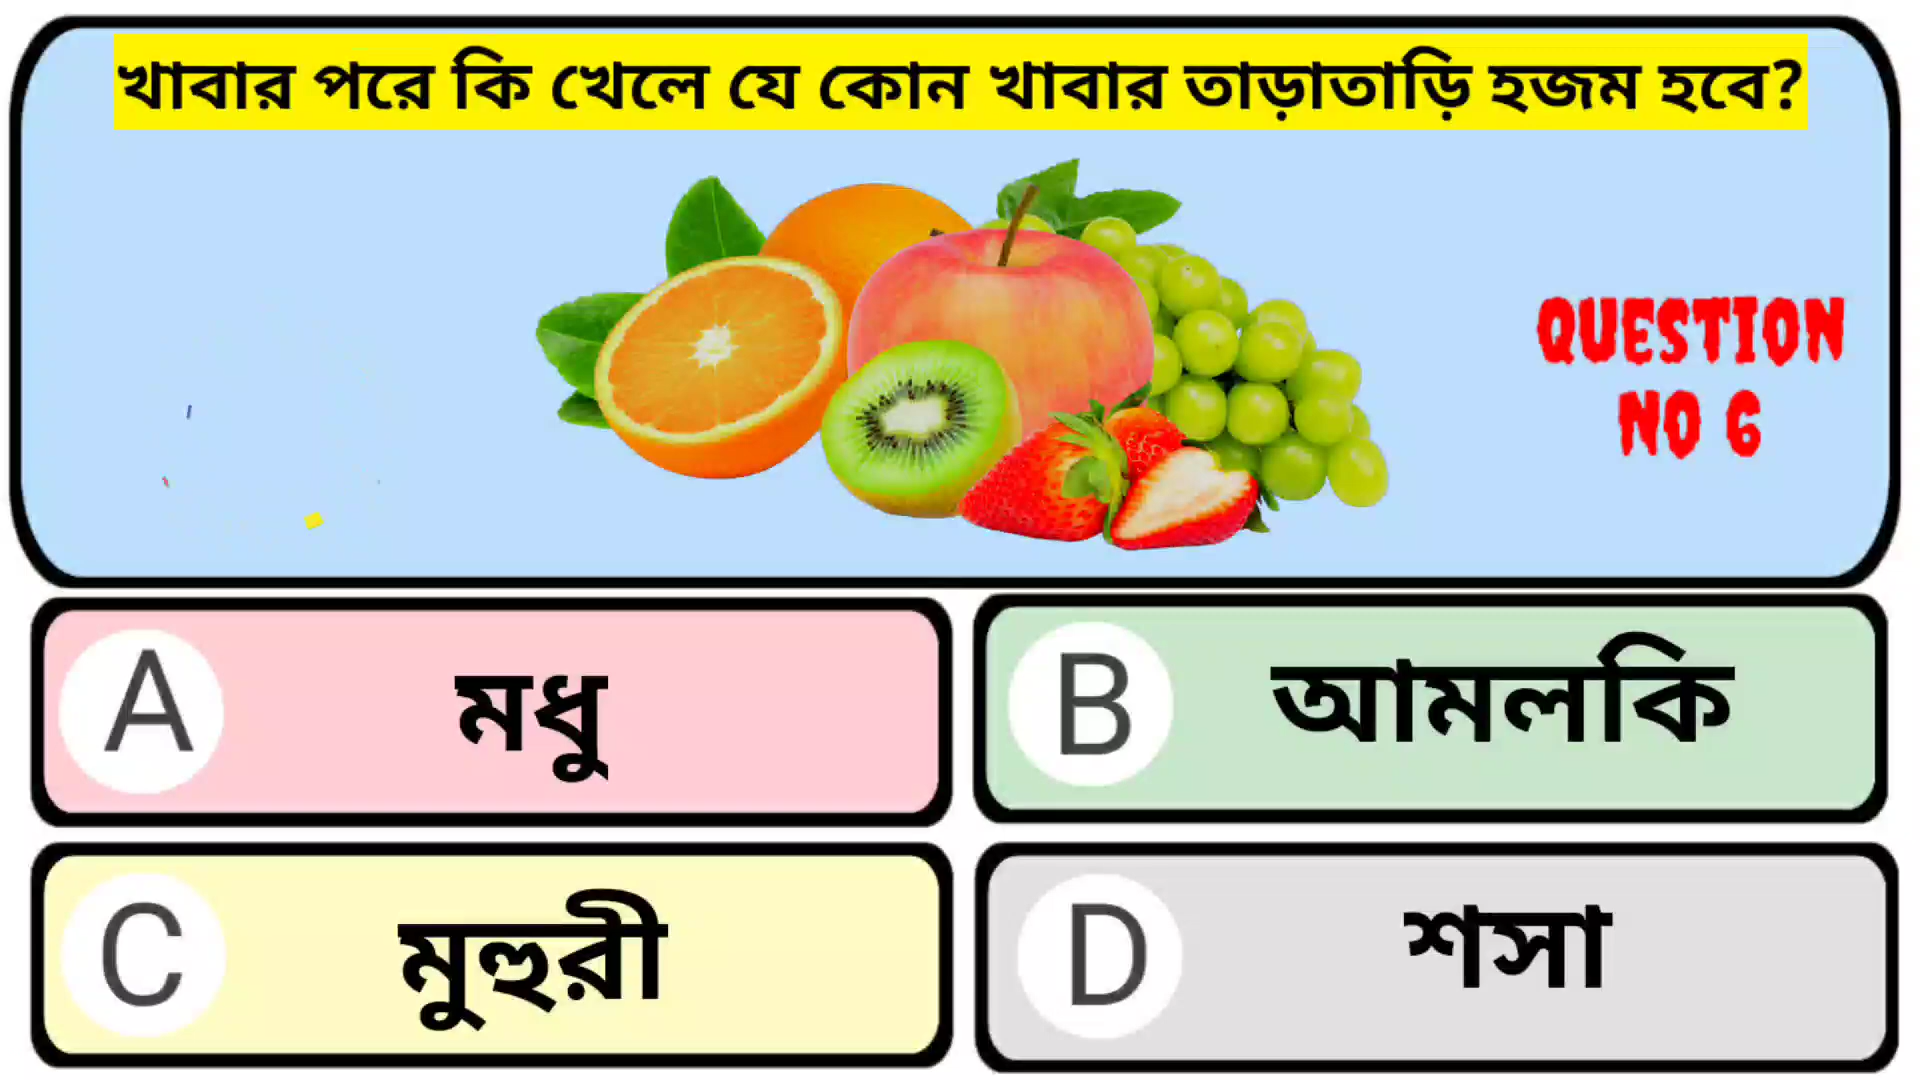 খাবার পরে কি খেলে যে কোন খাবার তাড়াতাড়ি হজম হবে?
QUESTION
NO 6
A মধু
B আমলকি
C মুহুরী
D শসা